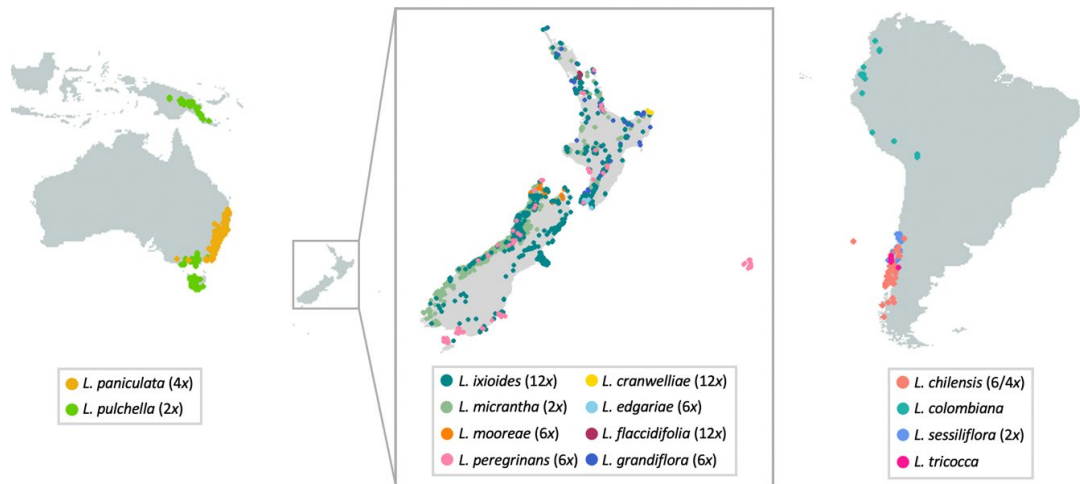 L. paniculata (4x)
L. pulchella (2x)
L. ixioides (12x)
L. micrantha (2x)
L. mooreae (6x)
L. peregrinans (6x)
L. cranwelliae (12x)
L. edgariae (6x)
L. flaccidifolia (12x)
L. grandiflora (6x)
L. chilensis (6/4x)
L. colombiana
L. sessiliflora (2x)
L. tricocca